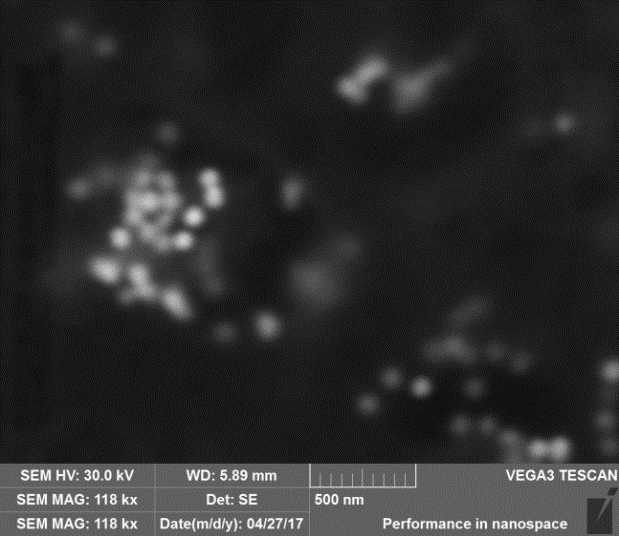 SEM HV: 30.0 kV WD: 5.89 mm VEGA3 TESCAN
SEM MAG: 118 kx Det: SE 500 nm
SEM MAG: 118 kx Date(m/d/y): 04/27/17 Performance in nanospace